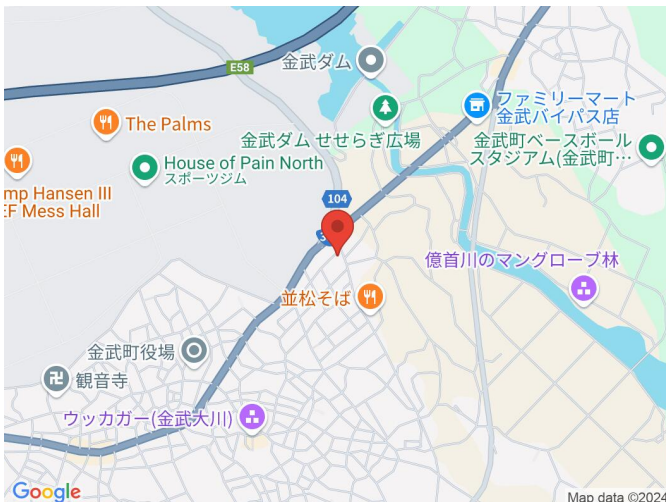 E58
金武ダム
The Palms
ファミリーマート
金武バイパス店
金武ダム せせらぎ広場
金武町ベースボール
スタジアム(金武町…
House of Pain North
スポーツジム
mp Hansen III
EF Mess Hall
104
億首川のマングローブ林
並松そば
金武町役場
観音寺
ウッカガー(金武大川)
Google
Map data ©2024